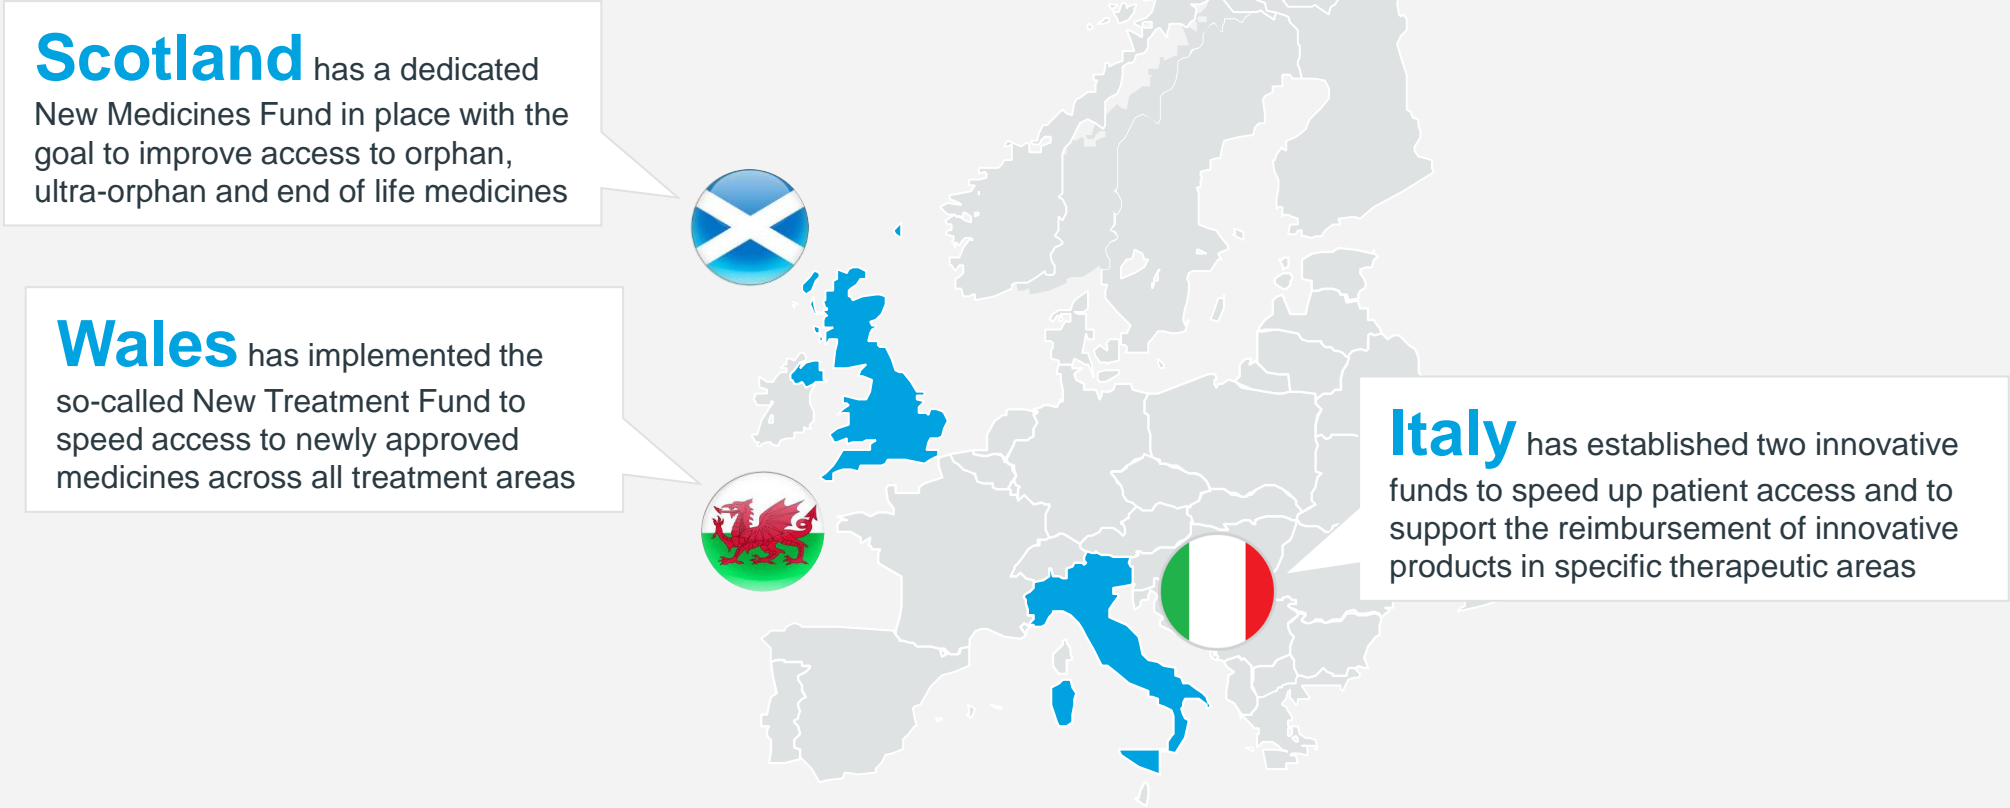 Scotland has a dedicated
New Medicines Fund in place with the
goal to improve access to orphan,
ultra-orphan and end of life medicines
Wales has implemented the
so-called New Treatment Fund to
speed access to newly approved
medicines across all treatment areas
Italy has established two innovative
funds to speed up patient access and to
support the reimbursement of innovative
products in specific therapeutic areas